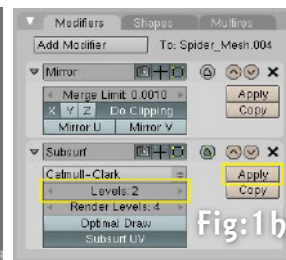 Modifiers Shapes Multires
Add Modifier To: Spider_Mesh.004
Mirror
Merge Limit: 0.0010 Apply
X Y Z Do Clipping Copy
Mirror U Mirror V
Subsurf
Catmull-Clark Apply
Levels: 2 Copy
Render Levels: 4
Optimal Draw
Subsurf UV
Fig:1b